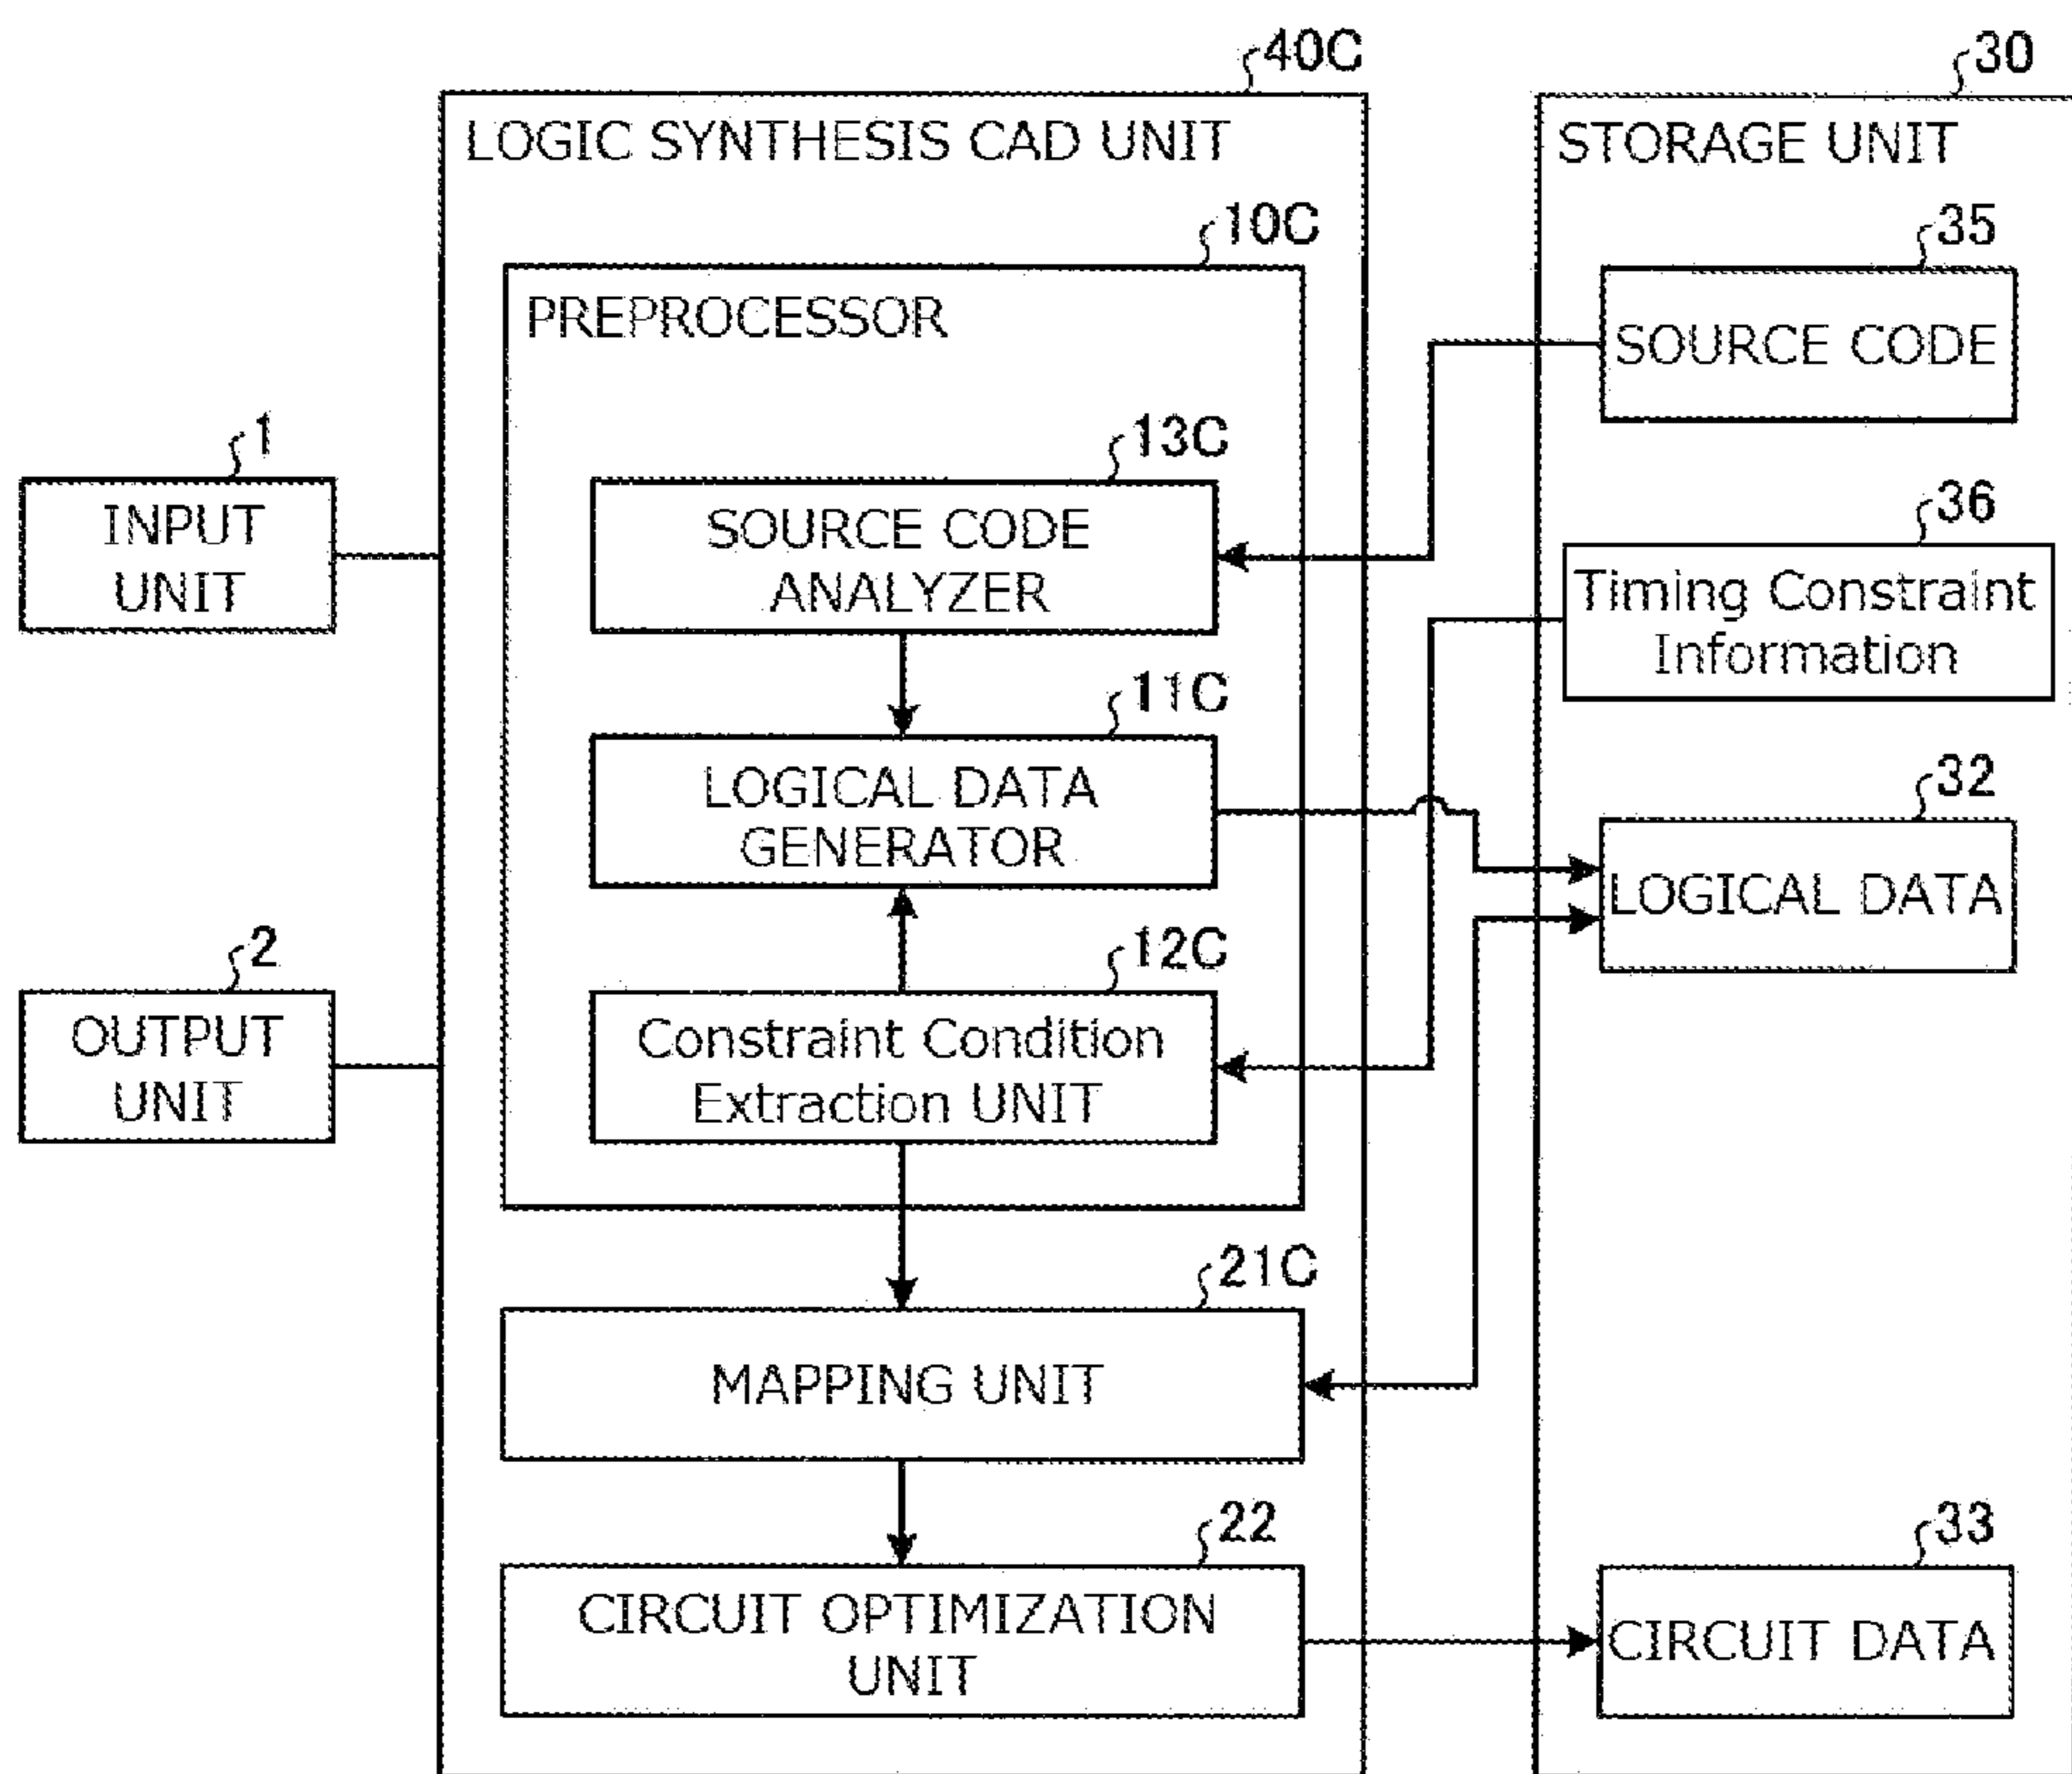 40C
30
LOGIC SYNTHESIS CAD UNIT
STORAGE UNIT
10C
35
PREPROCESSOR
SOURCE CODE
1
13C
36
INPUT
UNIT
SOURCE CODE
ANALYZER
Timing Constraint
Information
11C
32
LOGICAL DATA
GENERATOR
LOGICAL DATA
2
12C
OUTPUT
UNIT
Constraint Condition
Extraction UNIT
21C
MAPPING UNIT
22
33
CIRCUIT OPTIMIZATION
UNIT
CIRCUIT DATA